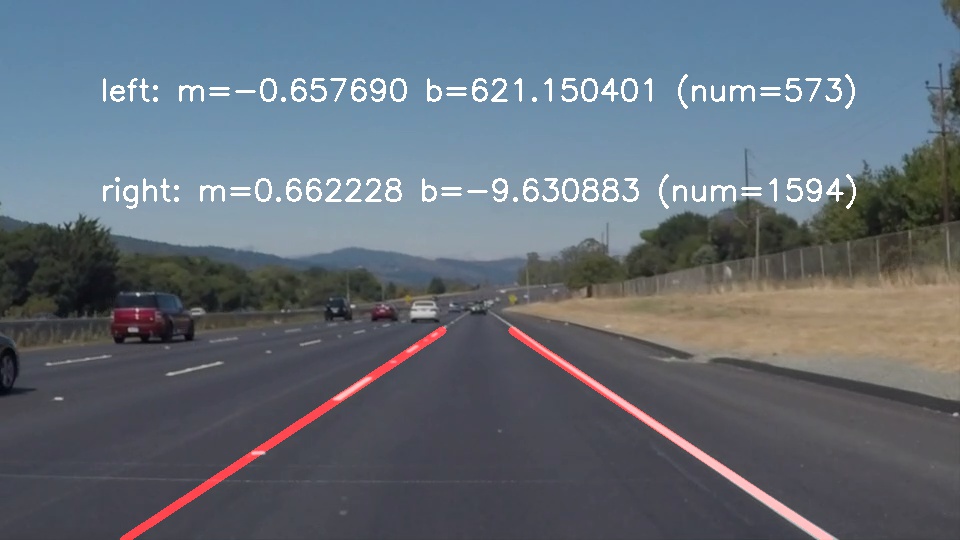 left: m=-0.657690 b=621.150401 (num=573)
right: m=0.662228 b=-9.630883 (num=1594)